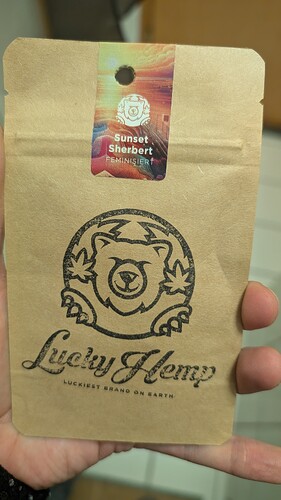 Sunset
Sherbert
FEMINISIERT
Lucky Hemp
LUCKIEST BRAND ON EARTH